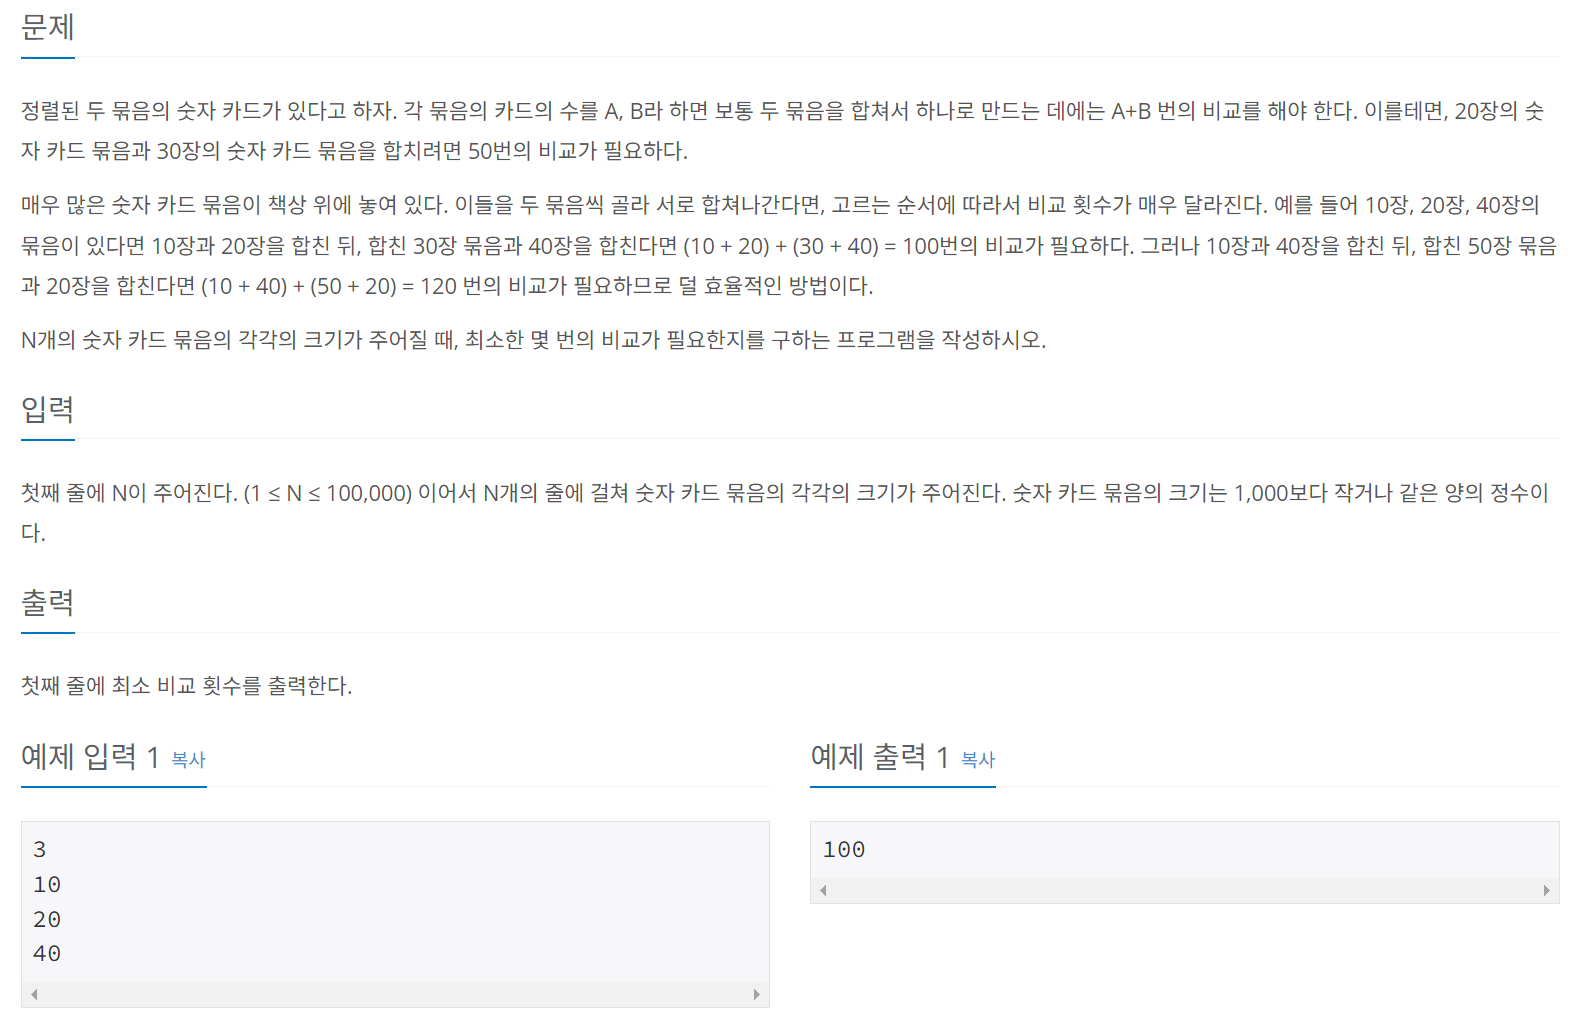 문제
정렬된 두 묶음의 숫자 카드가 있다고 하자. 각 묶음의 카드의 수를 A, B라 하면 보통 두 묶음을 합쳐서 하나로 만드는 데에는 A+B 번의 비교를 해야 한다. 이를테면, 20장의 숫
자 카드 묶음과 30장의 숫자 카드 묶음을 합치려면 50번의 비교가 필요하다.
매우 많은 숫자 카드 묶음이 책상 위에 놓여 있다. 이들을 두 묶음씩 골라 서로 합쳐나간다면, 고르는 순서에 따라서 비교 횟수가 매우 달라진다. 예를 들어 10장, 20장, 40장의
묶음이 있다면 10장과 20장을 합친 뒤, 합친 30장 묶음과 40장을 합친다면 (10 + 20) + (30 + 40) = 100번의 비교가 필요하다. 그러나 10장과 40장을 합친 뒤, 합친 50장 묶음
과 20장을 합친다면 (10 + 40) + (50 + 20) = 120 번의 비교가 필요하므로 덜 효율적인 방법이다.
N개의 숫자 카드 묶음의 각각의 크기가 주어질 때, 최소한 몇 번의 비교가 필요한지를 구하는 프로그램을 작성하시오.
입력
첫째 줄에 N이 주어진다. (1 ≤ N ≤ 100,000) 이어서 N개의 줄에 걸쳐 숫자 카드 묶음의 각각의 크기가 주어진다. 숫자 카드 묶음의 크기는 1,000보다 작거나 같은 양의 정수이
다.
출력
첫째 줄에 최소 비교 횟수를 출력한다.
예제 입력 1 복사
3
10
20
40
예제 출력 1 복사
100